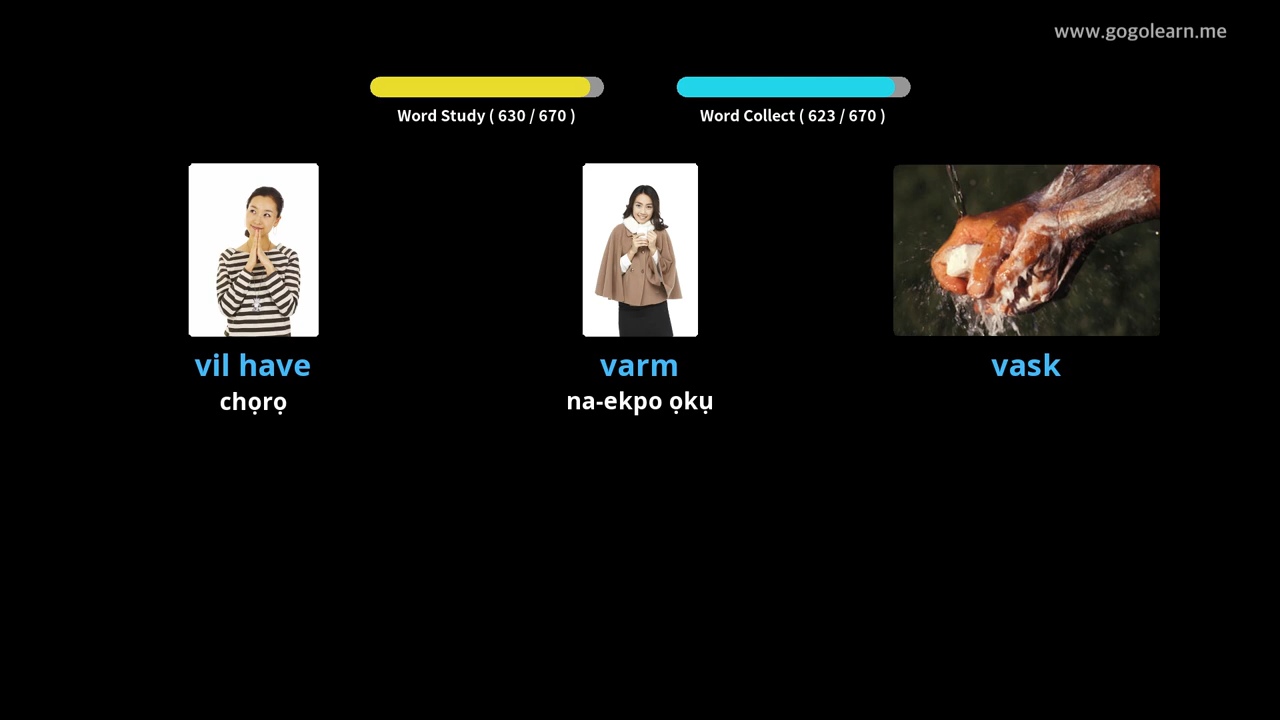 www.gogolearn.me
Word Study ( 630 / 670 )
Word Collect ( 623 / 670 )
vil have
chọrọ
varm
na-ekpo ọkụ
vask